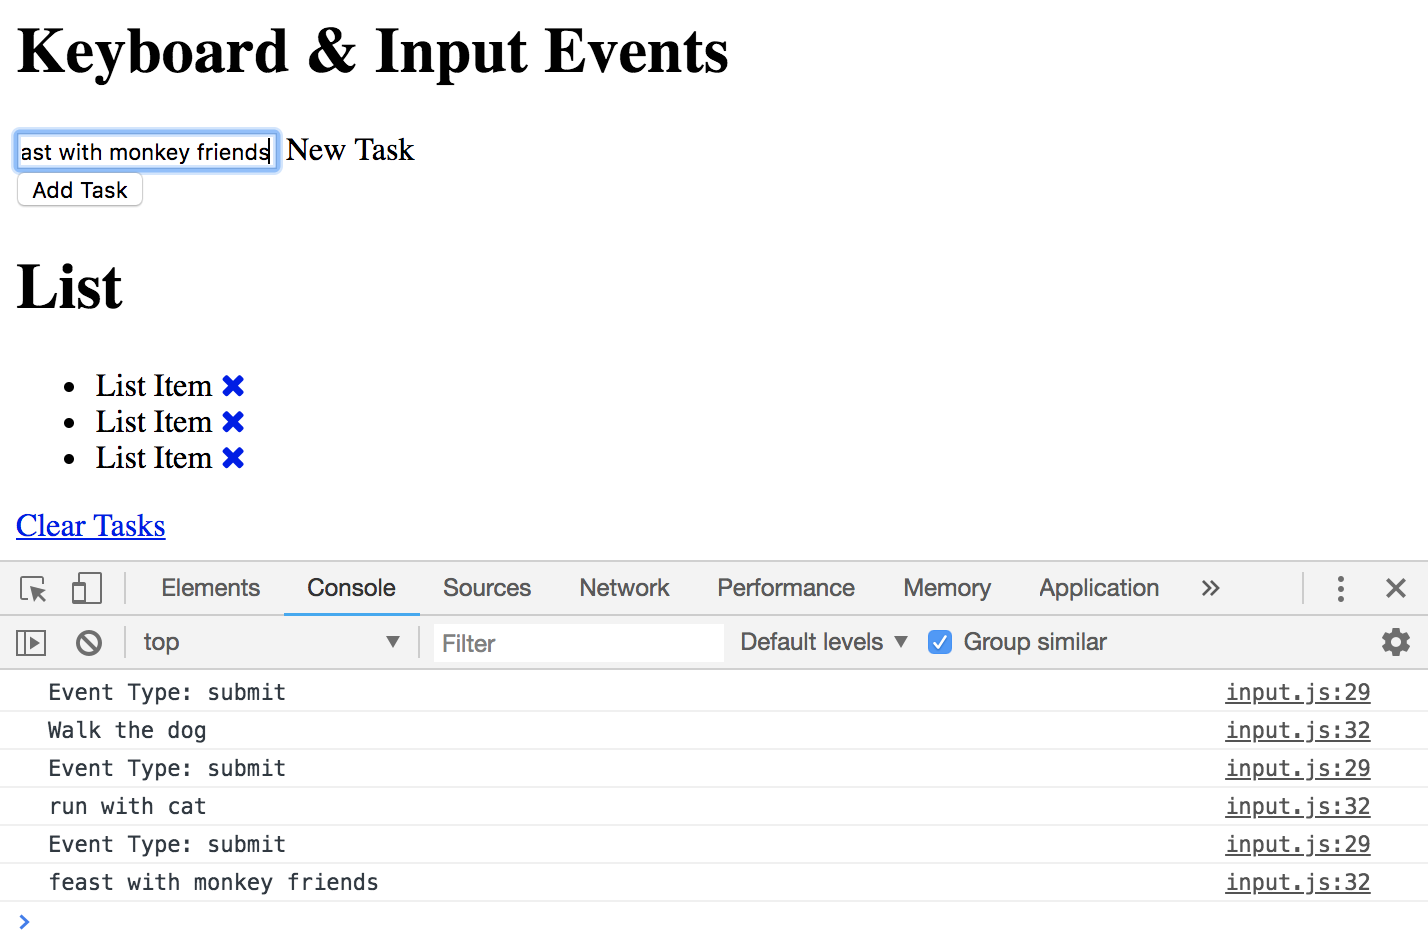 Keyboard & Input Events
ast with monkey friends New Task
Add Task
List
List Item
List Item
List Item
Clear Tasks
Elements Console Sources Network Performance Memory Application
top Filter Default levels Group similar
Event Type: submit input.js:29
Walk the dog input.js:32
Event Type: submit input.js:29
run with cat input.js:32
Event Type: submit input.js:29
feast with monkey friends input.js:32